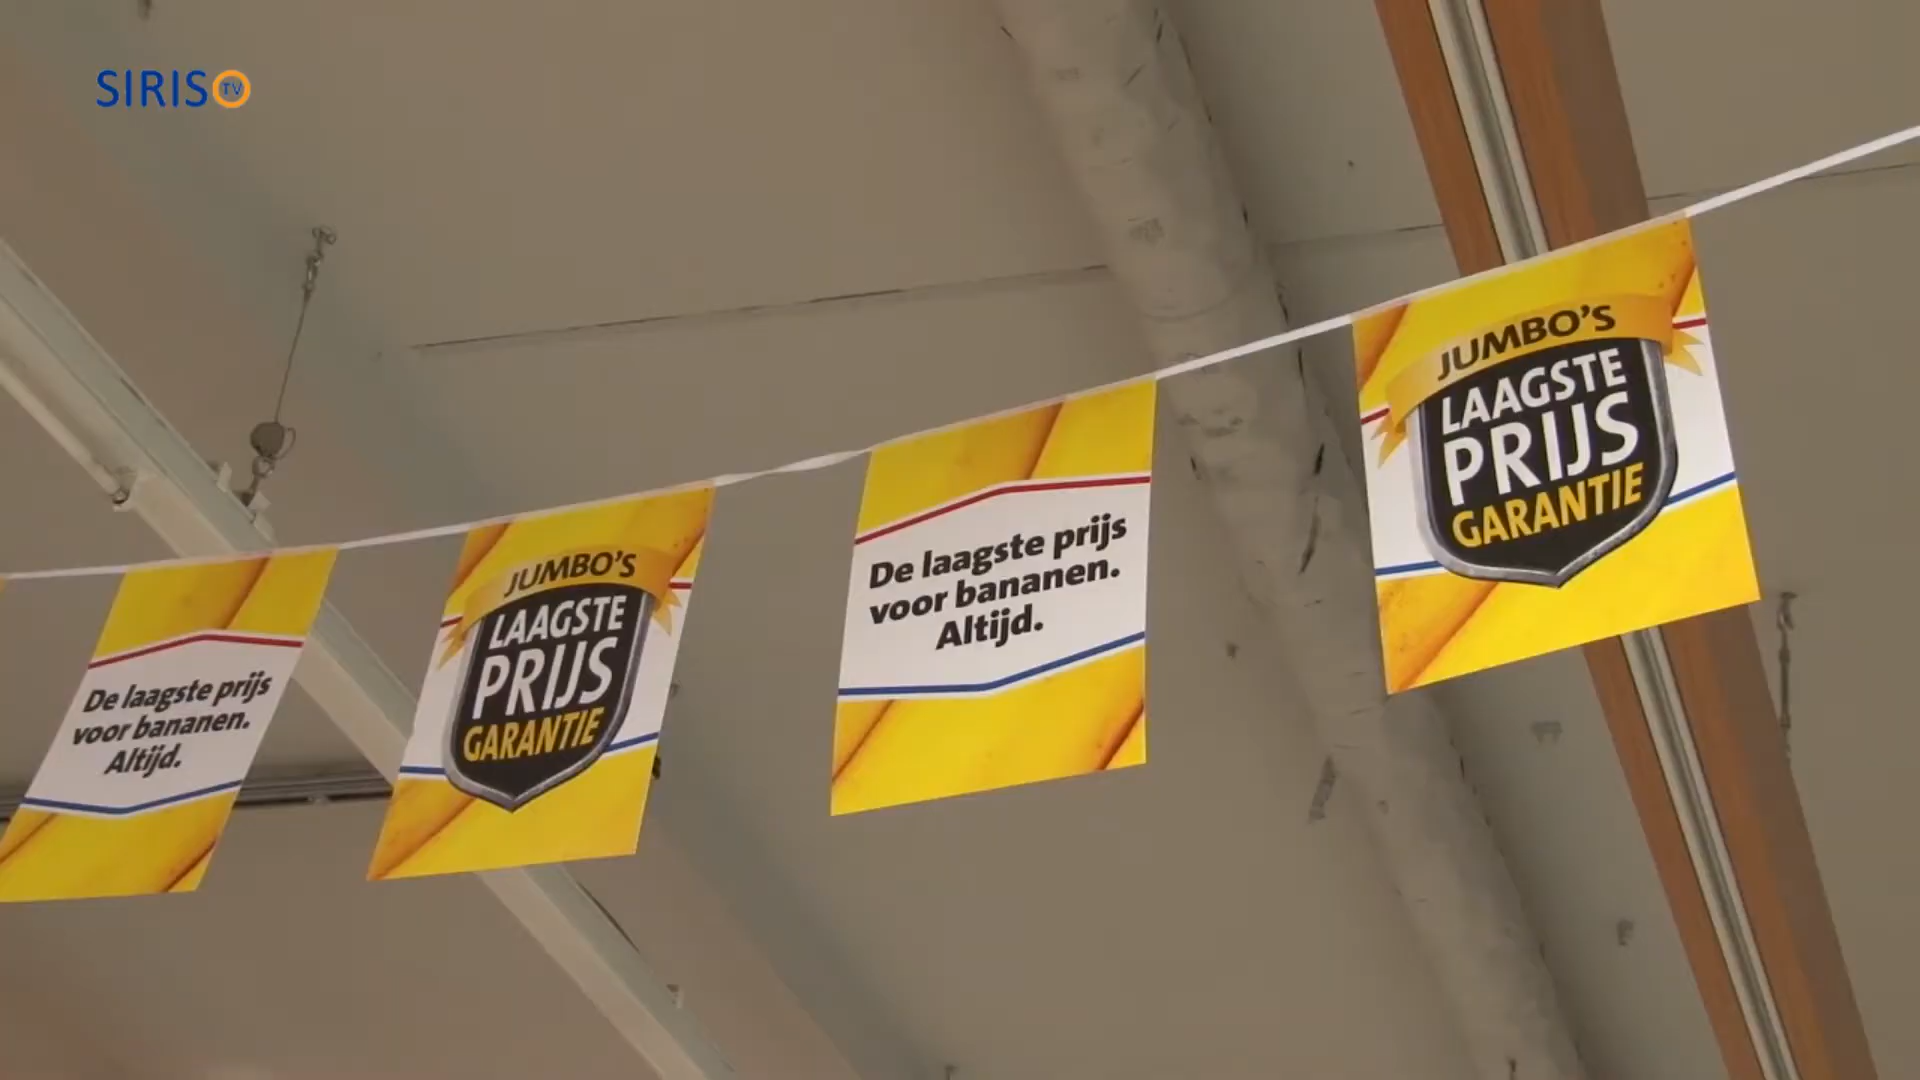 SIRIS TV
De laagste prijs
voor bananen.
Altijd.
JUMBO'S
LAAGSTE
PRIJS
GARANTIE
De laagste prijs
voor bananen.
Altijd.
JUMBO'S
LAAGSTE
PRIJS
GARANTIE